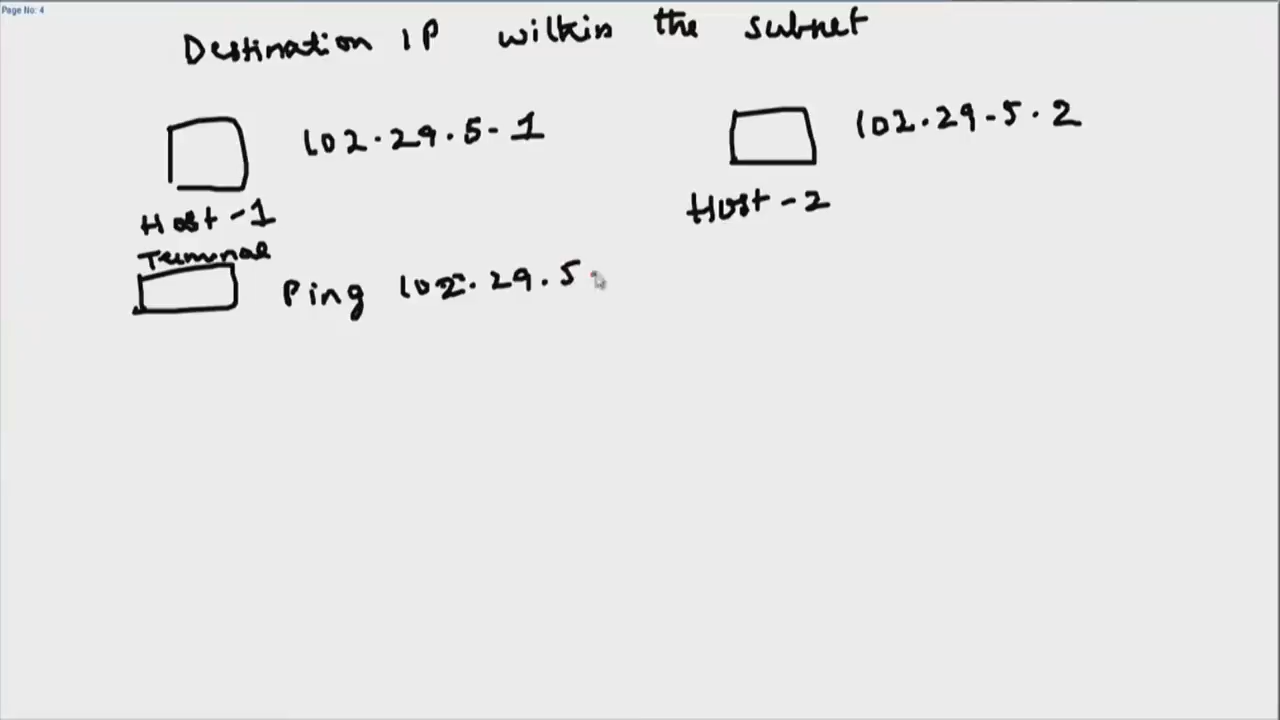 Page No: 4
Destination IP within the subnet
102.29.5-1
102.29-5.2
Host-1
Host-2
Terminal
Ping 102.29.5.